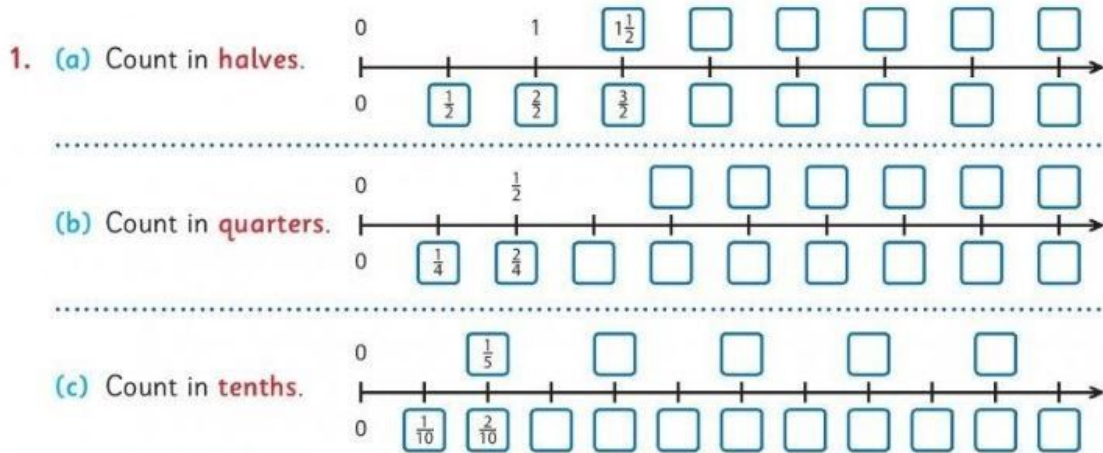 0 1 1 1/2
1. (a) Count in halves.
0 1/2 2/2 3/2
0 1/2
(b) Count in quarters.
0 1/4 2/4
0 1/5
(c) Count in tenths.
0 1/10 2/10